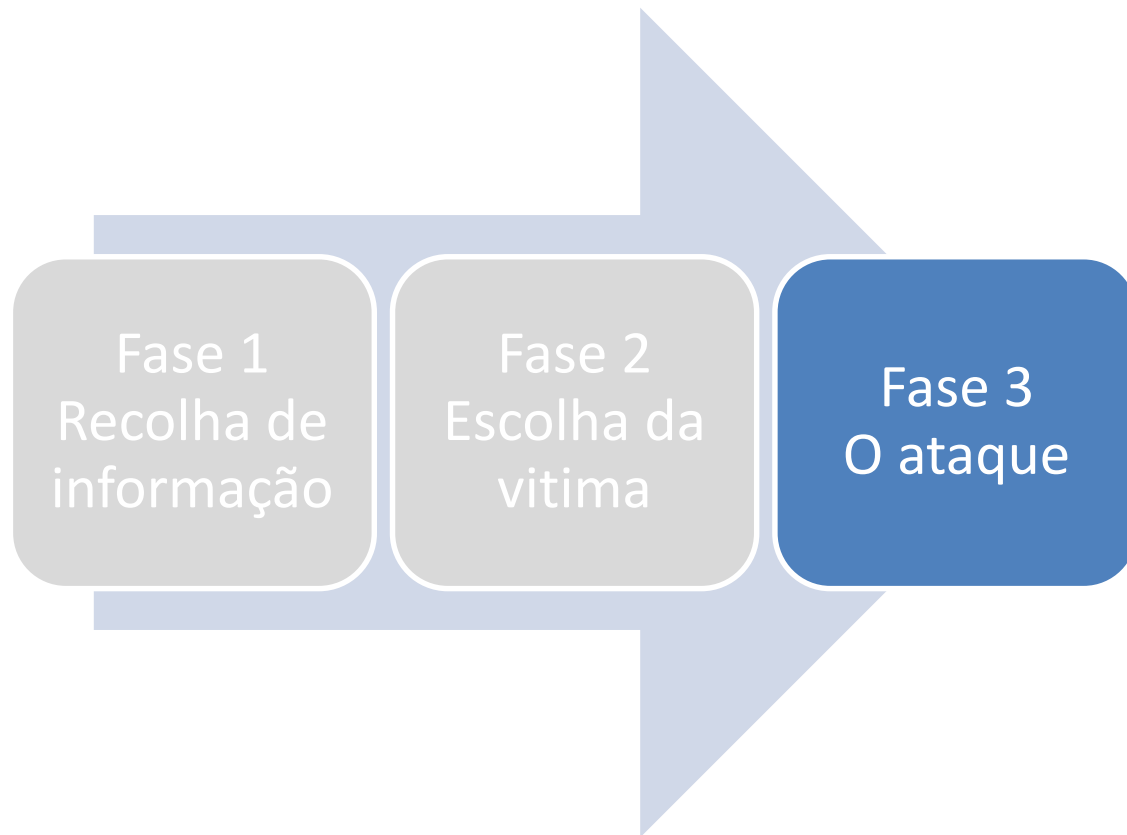 Fase 1
Recolha de
informação
Fase 2
Escolha da
vitima
Fase 3
O ataque